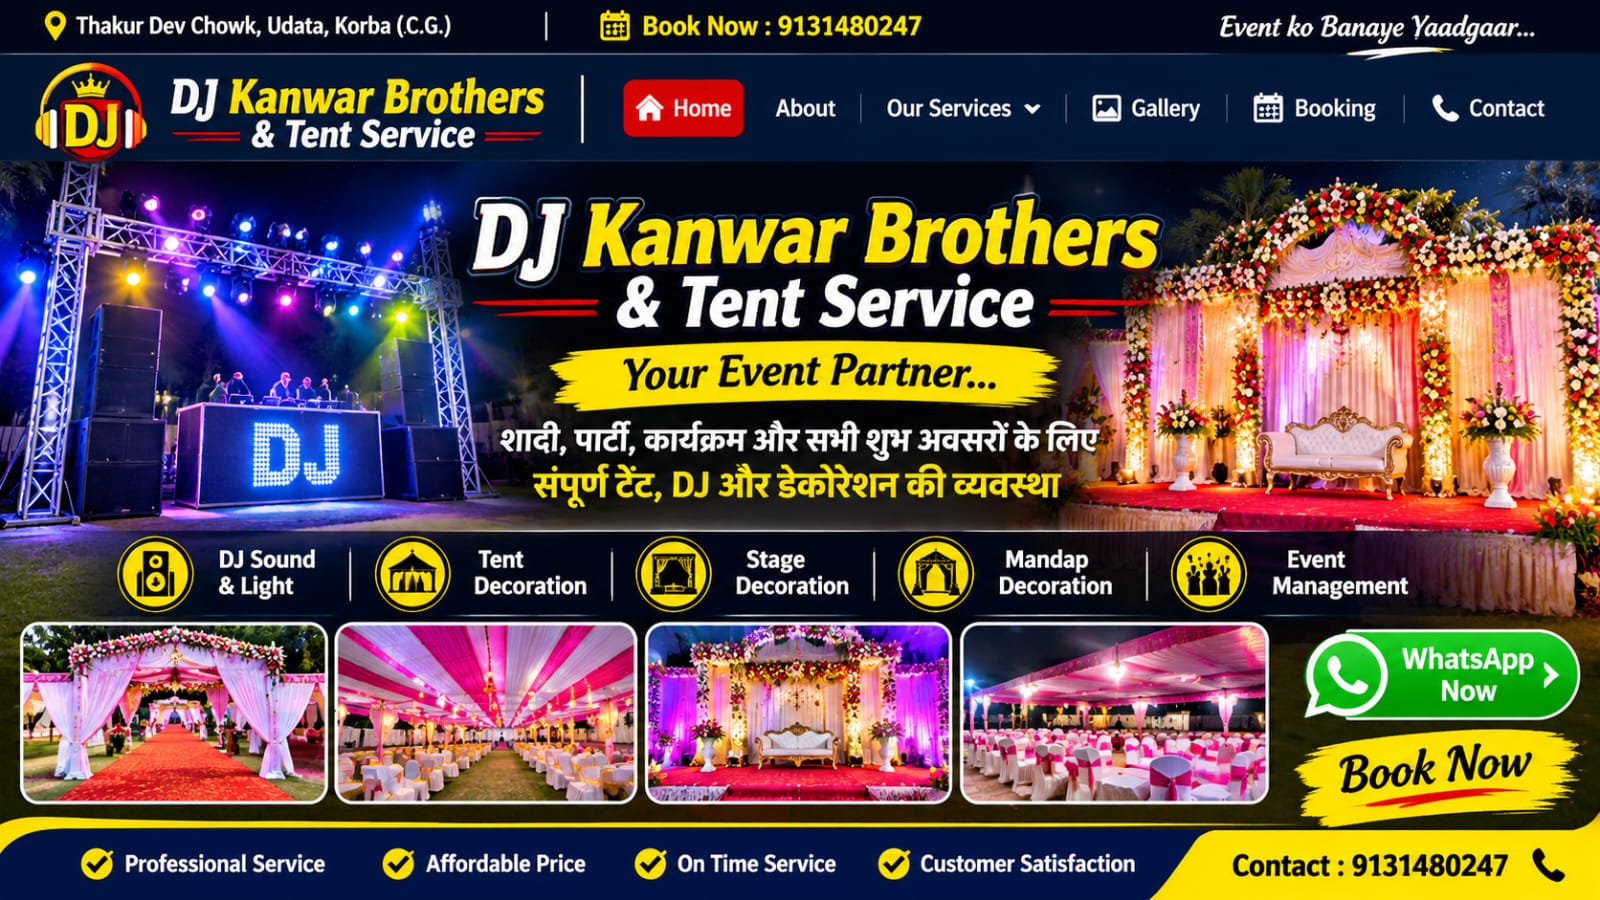 Thakur Dev Chowk, Udata, Korba (C.G.)
Book Now : 9131480247
Event ko Banaye Yaadgaar...
DJ
DJ Kanwar Brothers
& Tent Service
Home
About
Our Services
Gallery
Booking
Contact
DJ Kanwar Brothers
& Tent Service
Your Event Partner...
शादी, पार्टी, कार्यक्रम और सभी शुभ अवसरों के लिए
संपूर्ण टेंट, DJ और डेकोरेशन की व्यवस्था
DJ
DJ Sound
& Light
Tent
Decoration
Stage
Decoration
Mandap
Decoration
Event
Management
WhatsApp
Now
Book Now
Professional Service
Affordable Price
On Time Service
Customer Satisfaction
Contact : 9131480247